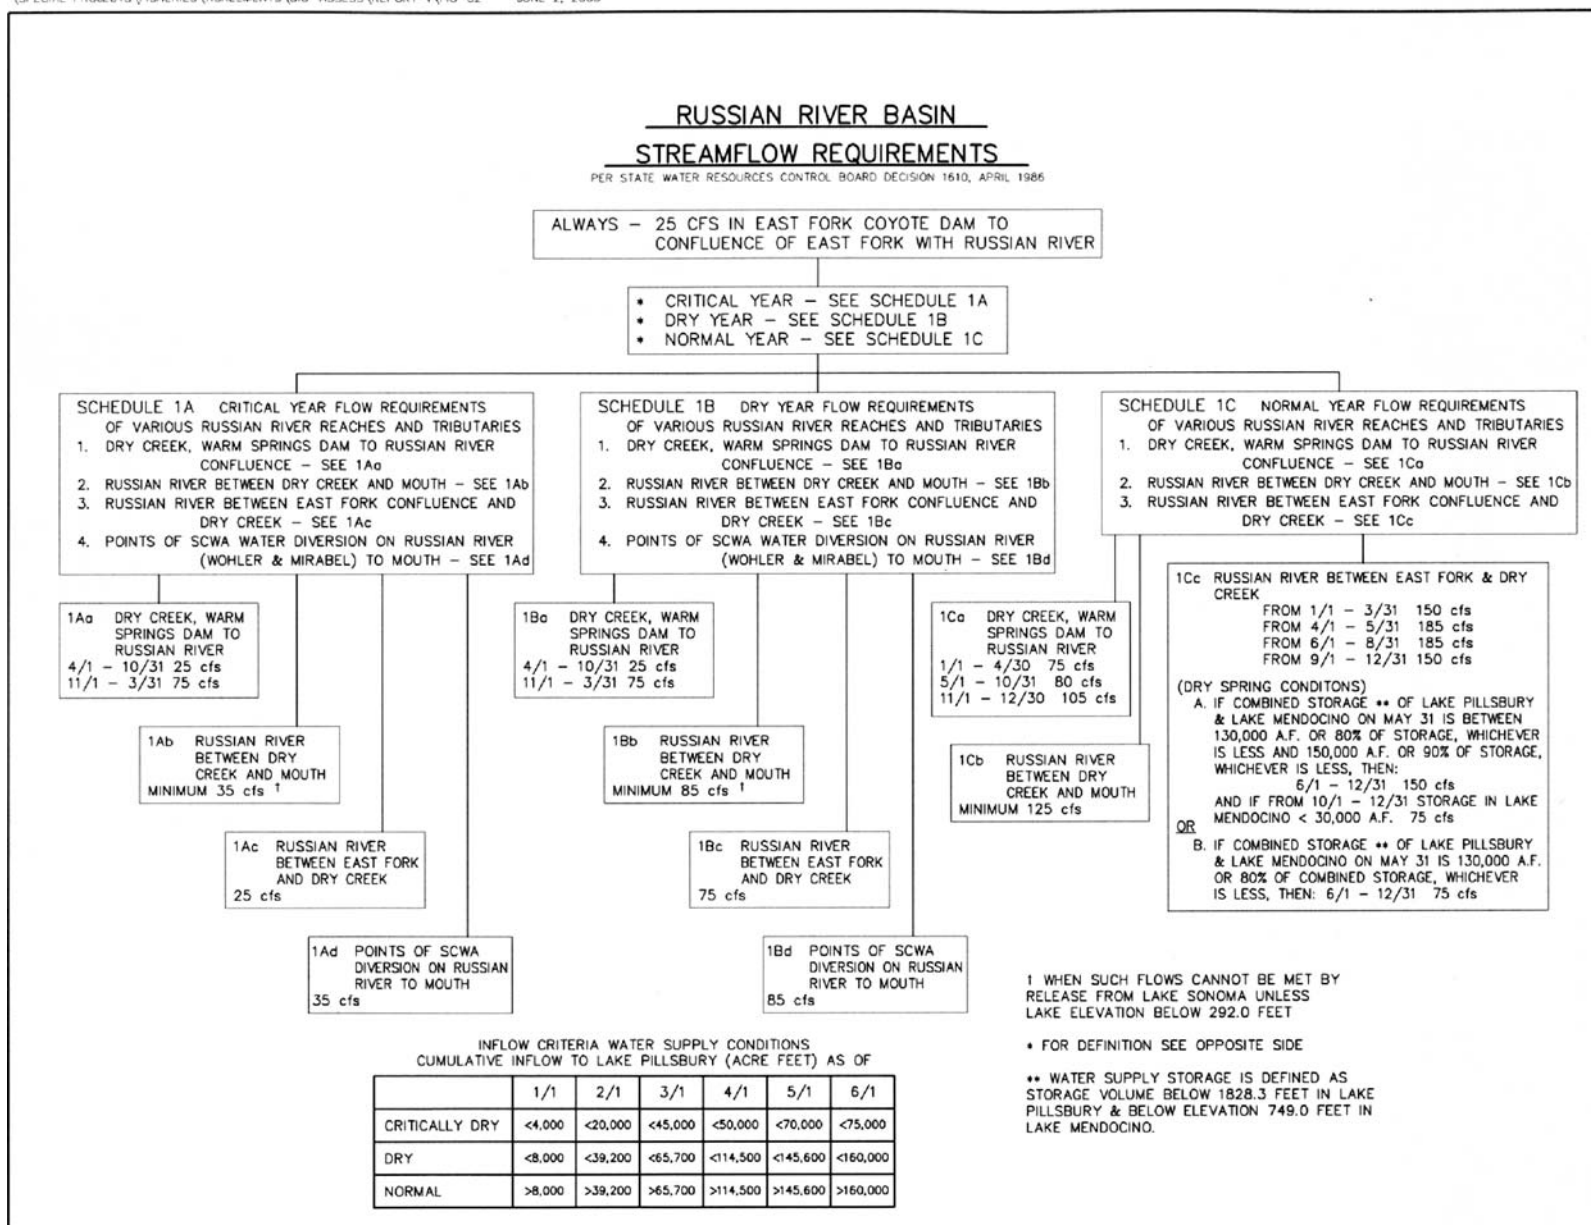 JUNE 2, 2000
RUSSIAN RIVER BASIN
STREAMFLOW REQUIREMENTS
PER STATE WATER RESOURCES CONTROL BOARD DECISION 1610, APRIL 1986
ALWAYS – 25 CFS IN EAST FORK COYOTE DAM TO
CONFLUENCE OF EAST FORK WITH RUSSIAN RIVER
* CRITICAL YEAR – SEE SCHEDULE 1A
* DRY YEAR – SEE SCHEDULE 1B
* NORMAL YEAR – SEE SCHEDULE 1C
SCHEDULE 1A CRITICAL YEAR FLOW REQUIREMENTS
OF VARIOUS RUSSIAN RIVER REACHES AND TRIBUTARIES
1. DRY CREEK, WARM SPRINGS DAM TO RUSSIAN RIVER
CONFLUENCE – SEE 1Aa
2. RUSSIAN RIVER BETWEEN DRY CREEK AND MOUTH – SEE 1Ab
3. RUSSIAN RIVER BETWEEN EAST FORK CONFLUENCE AND
DRY CREEK – SEE 1Ac
4. POINTS OF SCWA WATER DIVERSION ON RUSSIAN RIVER
(WOHLER & MIRABEL) TO MOUTH – SEE 1Ad
SCHEDULE 1B DRY YEAR FLOW REQUIREMENTS
OF VARIOUS RUSSIAN RIVER REACHES AND TRIBUTARIES
1. DRY CREEK, WARM SPRINGS DAM TO RUSSIAN RIVER
CONFLUENCE – SEE 1Ba
2. RUSSIAN RIVER BETWEEN DRY CREEK AND MOUTH – SEE 1Bb
3. RUSSIAN RIVER BETWEEN EAST FORK CONFLUENCE AND
DRY CREEK – SEE 1Bc
4. POINTS OF SCWA WATER DIVERSION ON RUSSIAN RIVER
(WOHLER & MIRABEL) TO MOUTH – SEE 1Bd
SCHEDULE 1C NORMAL YEAR FLOW REQUIREMENTS
OF VARIOUS RUSSIAN RIVER REACHES AND TRIBUTARIES
1. DRY CREEK, WARM SPRINGS DAM TO RUSSIAN RIVER
CONFLUENCE – SEE 1Ca
2. RUSSIAN RIVER BETWEEN DRY CREEK AND MOUTH – SEE 1Cb
3. RUSSIAN RIVER BETWEEN EAST FORK CONFLUENCE AND
DRY CREEK – SEE 1Cc
1Aa DRY CREEK, WARM
SPRINGS DAM TO
RUSSIAN RIVER
4/1 – 10/31 25 cfs
11/1 – 3/31 75 cfs
1Ab RUSSIAN RIVER
BETWEEN DRY
CREEK AND MOUTH
MINIMUM 35 cfs †
1Ac RUSSIAN RIVER
BETWEEN EAST FORK
AND DRY CREEK
25 cfs
1Ad POINTS OF SCWA
DIVERSION ON RUSSIAN
RIVER TO MOUTH
35 cfs
1Ba DRY CREEK, WARM
SPRINGS DAM TO
RUSSIAN RIVER
4/1 – 10/31 25 cfs
11/1 – 3/31 75 cfs
1Bb RUSSIAN RIVER
BETWEEN DRY
CREEK AND MOUTH
MINIMUM 85 cfs †
1Bc RUSSIAN RIVER
BETWEEN EAST FORK
AND DRY CREEK
75 cfs
1Bd POINTS OF SCWA
DIVERSION ON RUSSIAN
RIVER TO MOUTH
85 cfs
1Ca DRY CREEK, WARM
SPRINGS DAM TO
RUSSIAN RIVER
1/1 – 4/30 75 cfs
5/1 – 10/31 80 cfs
11/1 – 12/30 105 cfs
1Cb RUSSIAN RIVER
BETWEEN DRY
CREEK AND MOUTH
MINIMUM 125 cfs
1Cc RUSSIAN RIVER BETWEEN EAST FORK & DRY
CREEK
FROM 1/1 – 3/31 150 cfs
FROM 4/1 – 5/31 185 cfs
FROM 6/1 – 8/31 185 cfs
FROM 9/1 – 12/31 150 cfs
(DRY SPRING CONDITONS)
A. IF COMBINED STORAGE ** OF LAKE PILLSBURY
& LAKE MENDOCINO ON MAY 31 IS BETWEEN
130,000 A.F. OR 80% OF STORAGE, WHICHEVER
IS LESS AND 150,000 A.F. OR 90% OF STORAGE,
WHICHEVER IS LESS, THEN:
6/1 – 12/31 150 cfs
AND IF FROM 10/1 – 12/31 STORAGE IN LAKE
MENDOCINO < 30,000 A.F. 75 cfs
OR
B. IF COMBINED STORAGE ** OF LAKE PILLSBURY
& LAKE MENDOCINO ON MAY 31 IS 130,000 A.F.
OR 80% OF COMBINED STORAGE, WHICHEVER
IS LESS, THEN: 6/1 – 12/31 75 cfs
† WHEN SUCH FLOWS CANNOT BE MET BY
RELEASE FROM LAKE SONOMA UNLESS
LAKE ELEVATION BELOW 292.0 FEET
* FOR DEFINITION SEE OPPOSITE SIDE
** WATER SUPPLY STORAGE IS DEFINED AS
STORAGE VOLUME BELOW 1828.3 FEET IN LAKE
PILLSBURY & BELOW ELEVATION 749.0 FEET IN
LAKE MENDOCINO.
INFLOW CRITERIA WATER SUPPLY CONDITIONS
CUMULATIVE INFLOW TO LAKE PILLSBURY (ACRE FEET) AS OF
1/1 2/1 3/1 4/1 5/1 6/1
CRITICALLY DRY <4,000 <20,000 <45,000 <50,000 <70,000 <75,000
DRY <8,000 <39,200 <65,700 <114,500 <145,600 <160,000
NORMAL >8,000 >39,200 >65,700 >114,500 >145,600 >160,000